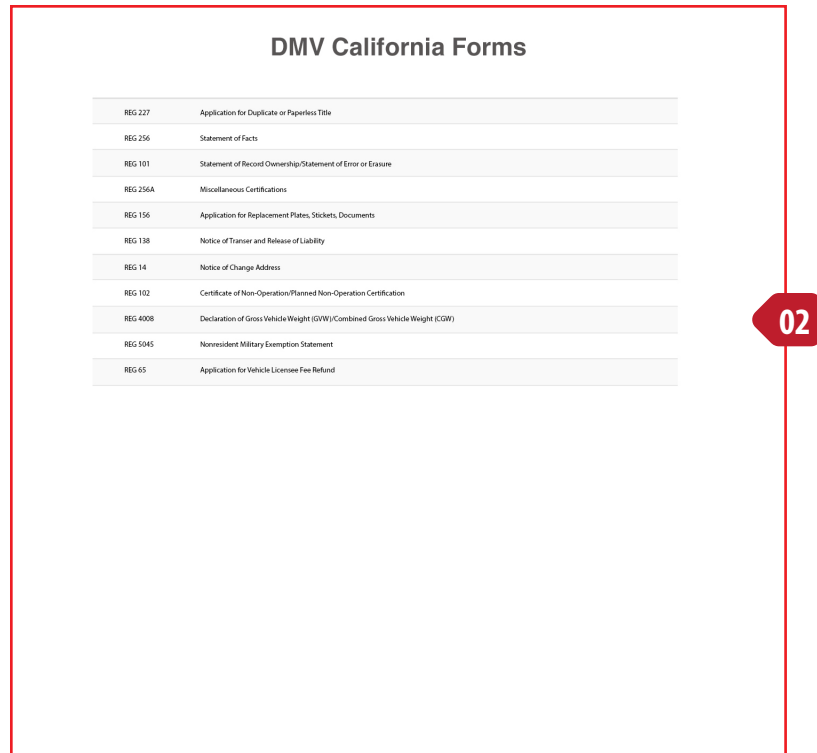 DMV California Forms
REG 227 Application for Duplicate or Paperless Title
REG 256 Statement of Facts
REG 101 Statement of Record Ownership/Statement of Error or Erasure
REG 256A Miscellaneous Certifications
REG 156 Application for Replacement Plates, Stickets, Documents
REG 138 Notice of Transer and Release of Liability
REG 14 Notice of Change Address
REG 102 Certificate of Non-Operation/Planned Non-Operation Certification
REG 4008 Declaration of Gross Vehicle Weight (GVW)/Combined Gross Vehicle Weight (CGW)
REG 5045 Nonresident Military Exemption Statement
REG 65 Application for Vehicle Licensee Fee Refund
02